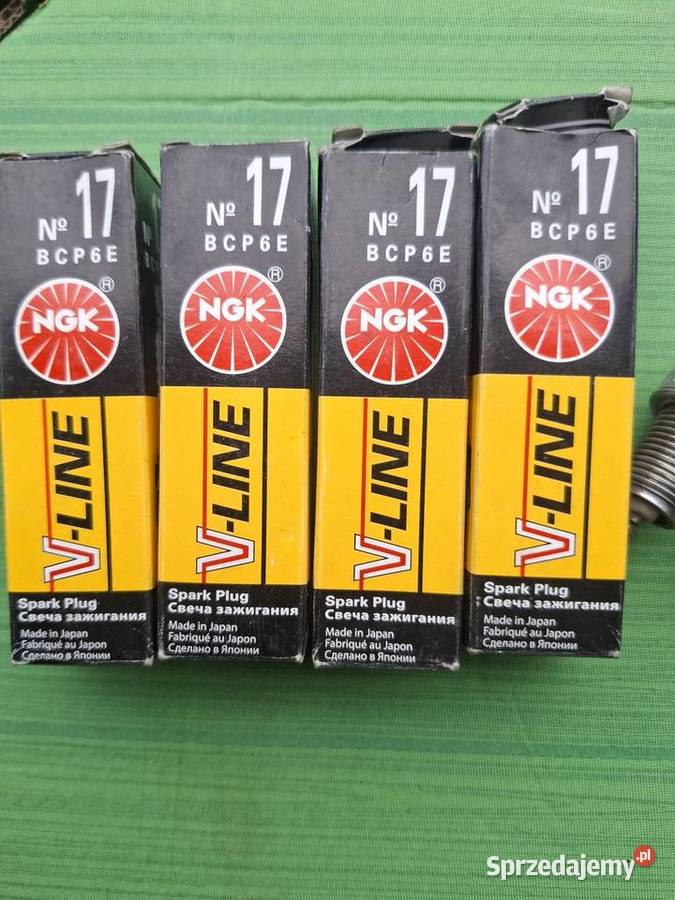 Nº 17
BCP6E
®
NGK
V-LINE
Spark Plug
Свеча зажигания
Made in Japan
Fabriqué au Japon
Сделано в Японии
Nº 17
BCP6E
®
NGK
V-LINE
Spark Plug
Свеча зажигания
Made in Japan
Fabriqué au Japon
Сделано в Японии
Nº 17
BCP6E
®
NGK
V-LINE
Spark Plug
Свеча зажигания
Made in Japan
Fabriqué au Japon
Сделано в Японии
Nº 17
BCP6E
®
NGK
V-LINE
Spark Plug
Свеча зажигания
Made in Japan
Fabriqué au Japon
Сделано в Японии
Sprzedajemy.pl